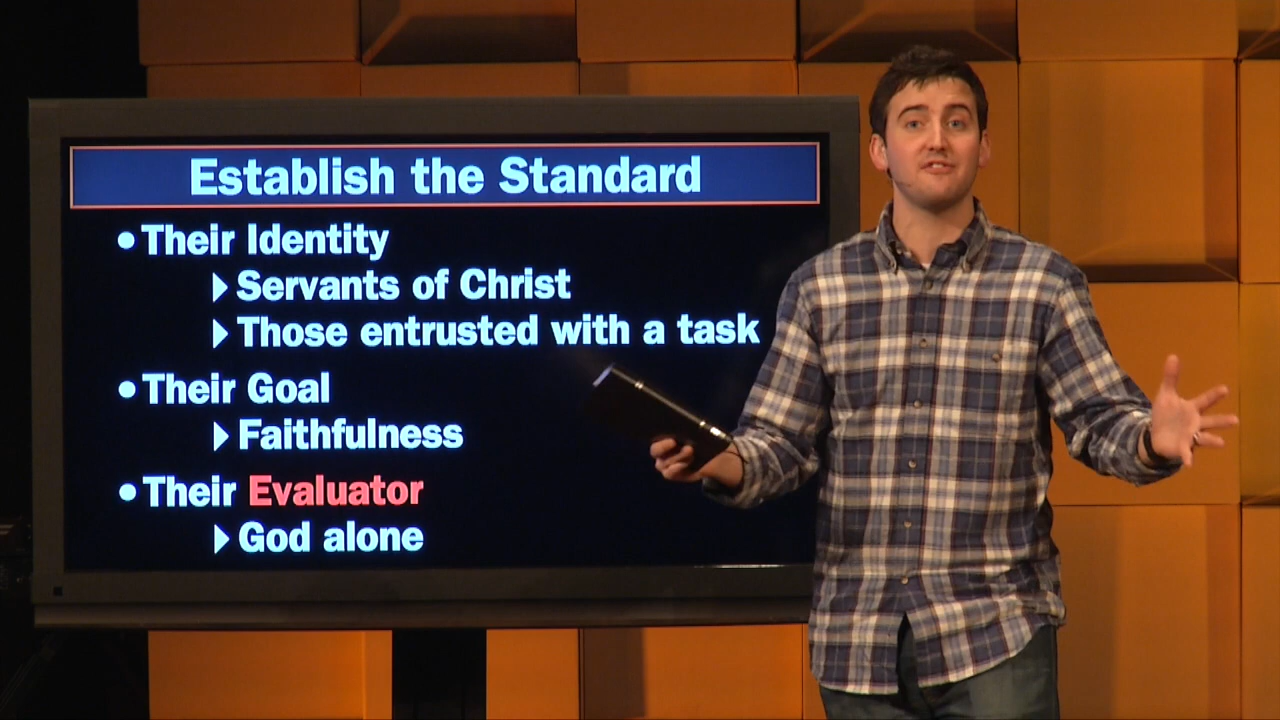 Establish the Standard
• Their Identity
▶ Servants of Christ
▶ Those entrusted with a task
• Their Goal
▶ Faithfulness
• Their Evaluator
▶ God alone